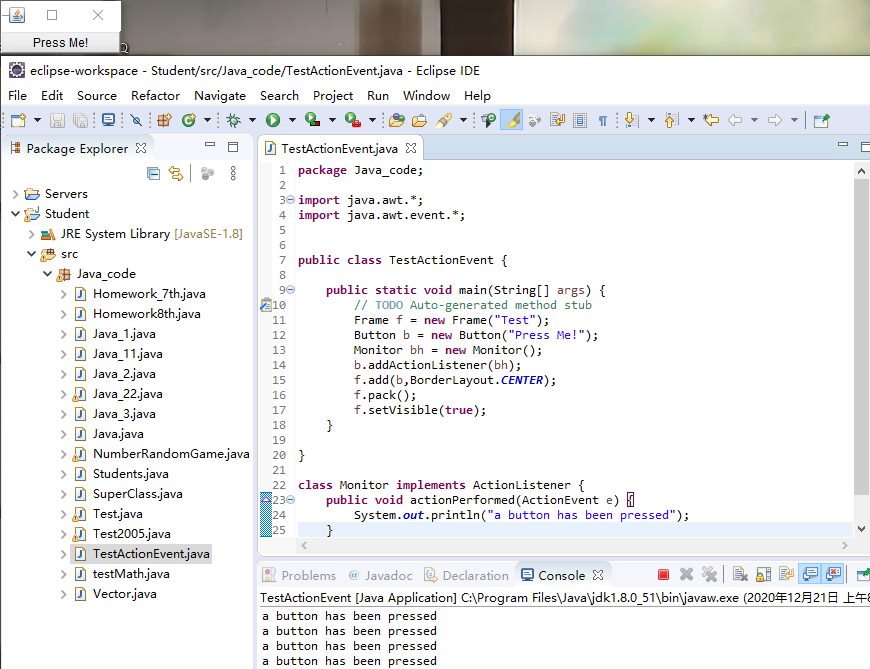 Press Me!
eclipse-workspace - Student/src/Java_code/TestActionEvent.java - Eclipse IDE
File Edit Source Refactor Navigate Search Project Run Window Help
Package Explorer
Servers
Student
JRE System Library [JavaSE-1.8]
src
Java_code
Homework_7th.java
Homework8th.java
Java_1.java
Java_11.java
Java_2.java
Java_22.java
Java_3.java
Java.java
NumberRandomGame.java
Students.java
SuperClass.java
Test.java
Test2005.java
TestActionEvent.java
testMath.java
Vector.java
TestActionEvent.java
1 package Java_code;
2
3 import java.awt.*;
4 import java.awt.event.*;
5
6
7 public class TestActionEvent {
8
9 public static void main(String[] args) {
10 // TODO Auto-generated method stub
11 Frame f = new Frame("Test");
12 Button b = new Button("Press Me!");
13 Monitor bh = new Monitor();
14 b.addActionListener(bh);
15 f.add(b,BorderLayout.CENTER);
16 f.pack();
17 f.setVisible(true);
18 }
19
20 }
21
22 class Monitor implements ActionListener {
23 public void actionPerformed(ActionEvent e) {
24 System.out.println("a button has been pressed");
25 }
Problems @ Javadoc Declaration Console
TestActionEvent [Java Application] C:\Program Files\Java\jdk1.8.0_51\bin\javaw.exe (2020年12月21日 上午8
a button has been pressed
a button has been pressed
a button has been pressed
a button has been pressed